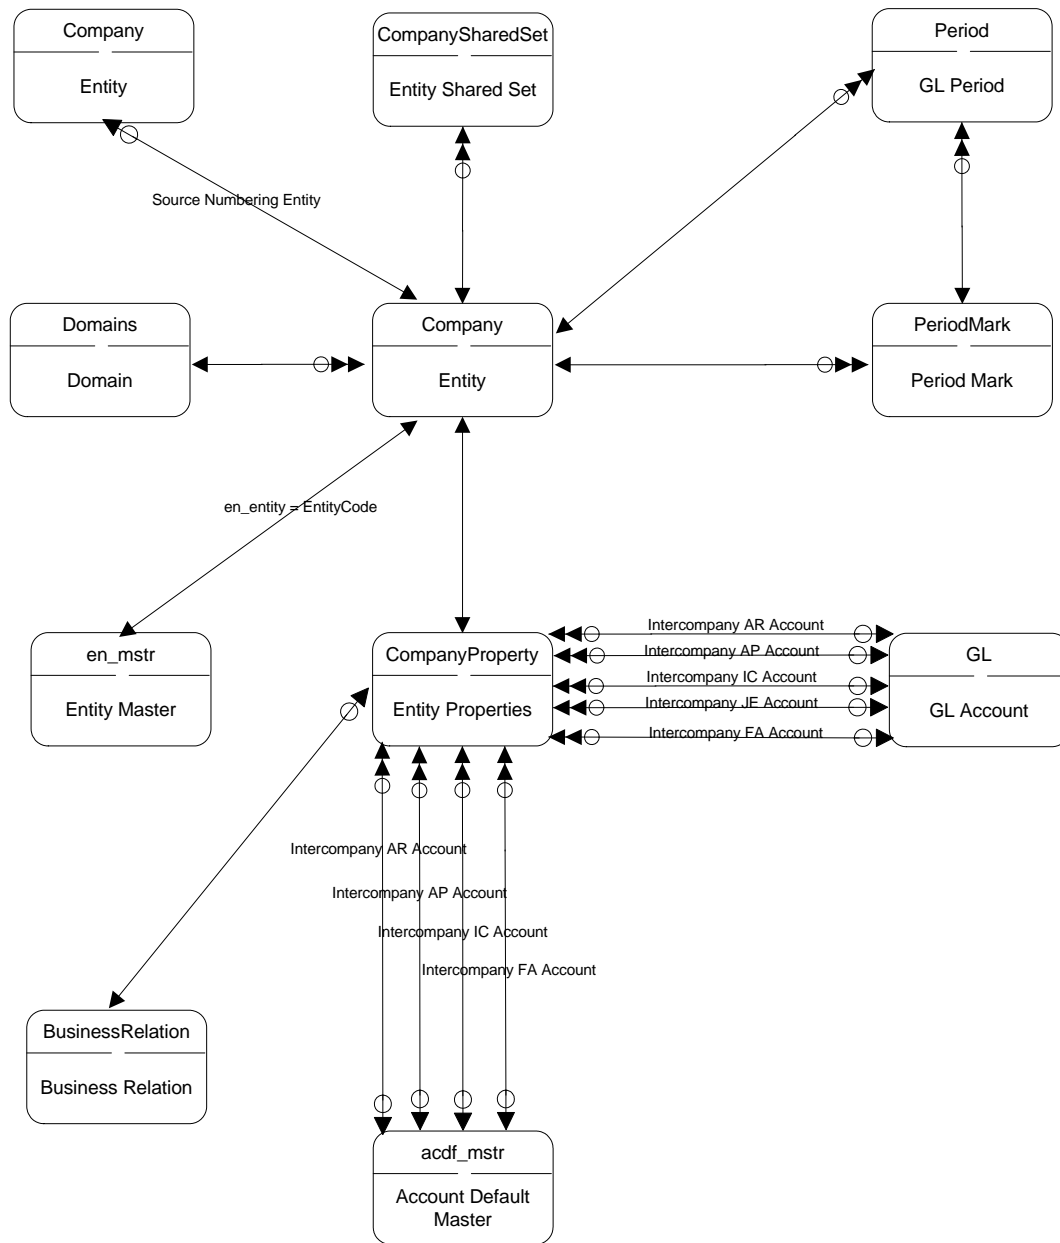 Company
Entity
CompanySharedSet
Entity Shared Set
Period
GL Period
Source Numbering Entity
Domains
Domain
Company
Entity
PeriodMark
Period Mark
en_entity = EntityCode
en_mstr
Entity Master
CompanyProperty
Entity Properties
Intercompany AR Account
Intercompany AP Account
Intercompany IC Account
Intercompany JE Account
Intercompany FA Account
GL
GL Account
Intercompany AR Account
Intercompany AP Account
Intercompany IC Account
Intercompany FA Account
BusinessRelation
Business Relation
acdf_mstr
Account Default
Master